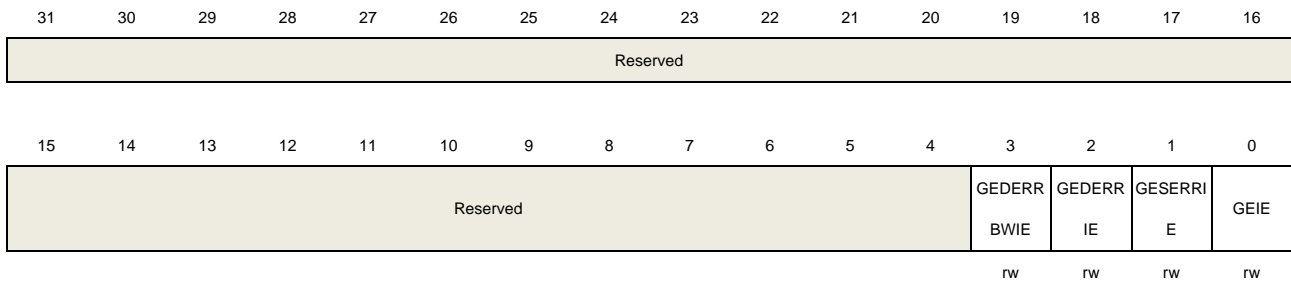 31 30 29 28 27 26 25 24 23 22 21 20 19 18 17 16
Reserved
15 14 13 12 11 10 9 8 7 6 5 4 3 2 1 0
Reserved GEDERR GEDERR GESERRI GEIE
BWIE IE E
rw rw rw rw